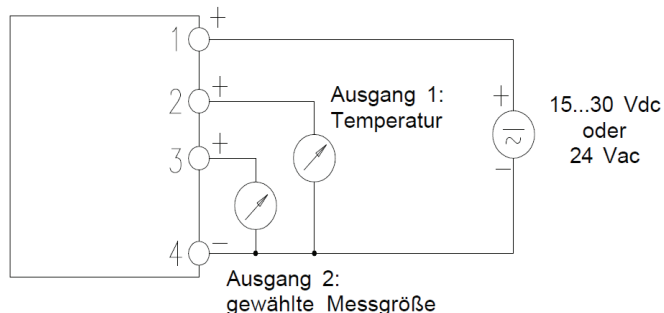 +
1
+
2
Ausgang 1:
Temperatur
+
15...30 Vdc
oder
24 Vac
+
3
−
4
−
Ausgang 2:
gewählte Messgröße